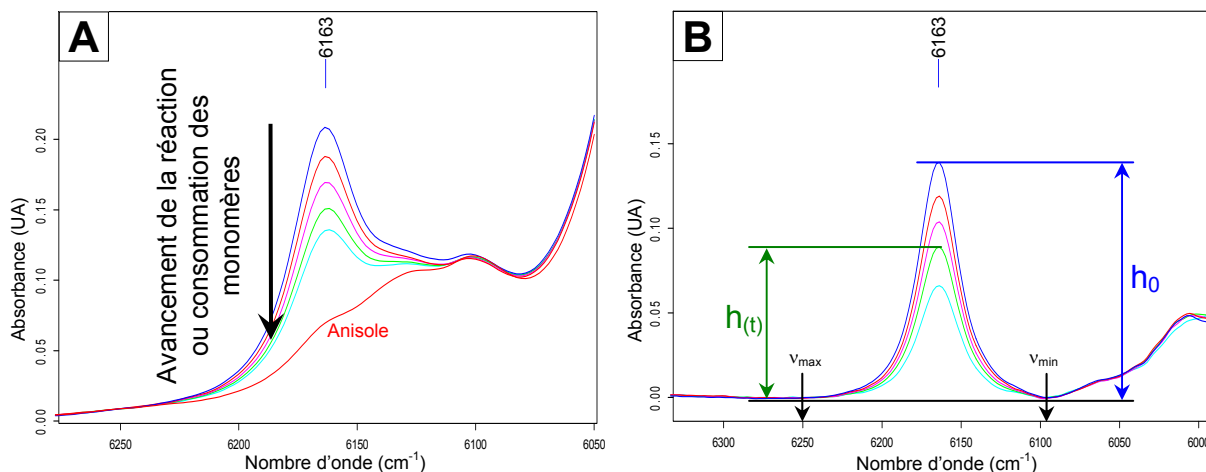 A
6163
Avancement de la réaction
ou consommation des
monomères
Anisole
Absorbance (UA)
0.20
0.15
0.10
0.05
0.00
6250
6200
6150
6100
6050
Nombre d'onde (cm⁻¹)
B
6163
h₀
h(t)
νmax
νmin
Absorbance (UA)
0.15
0.10
0.05
0.00
6300
6250
6200
6150
6100
6050
6000
Nombre d'onde (cm⁻¹)